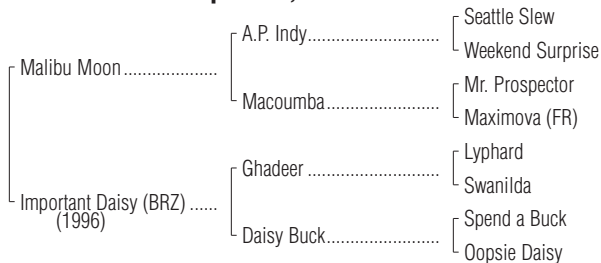 Seattle Slew
A.P. Indy..............................
Weekend Surprise
Malibu Moon....................
Mr. Prospector
Macoumba.........................
Maximova (FR)
Lyphard
Ghadeer ............................
Swanilda
Important Daisy (BRZ) ......
(1996)
Spend a Buck
Daisy Buck........................
Oopsie Daisy